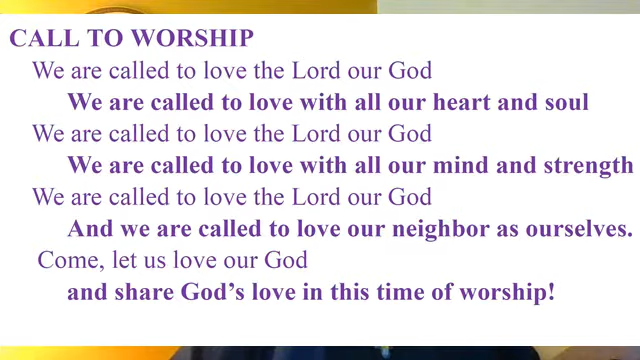 CALL TO WORSHIP
We are called to love the Lord our God
We are called to love with all our heart and soul
We are called to love the Lord our God
We are called to love with all our mind and strength
We are called to love the Lord our God
And we are called to love our neighbor as ourselves.
Come, let us love our God
and share God’s love in this time of worship!